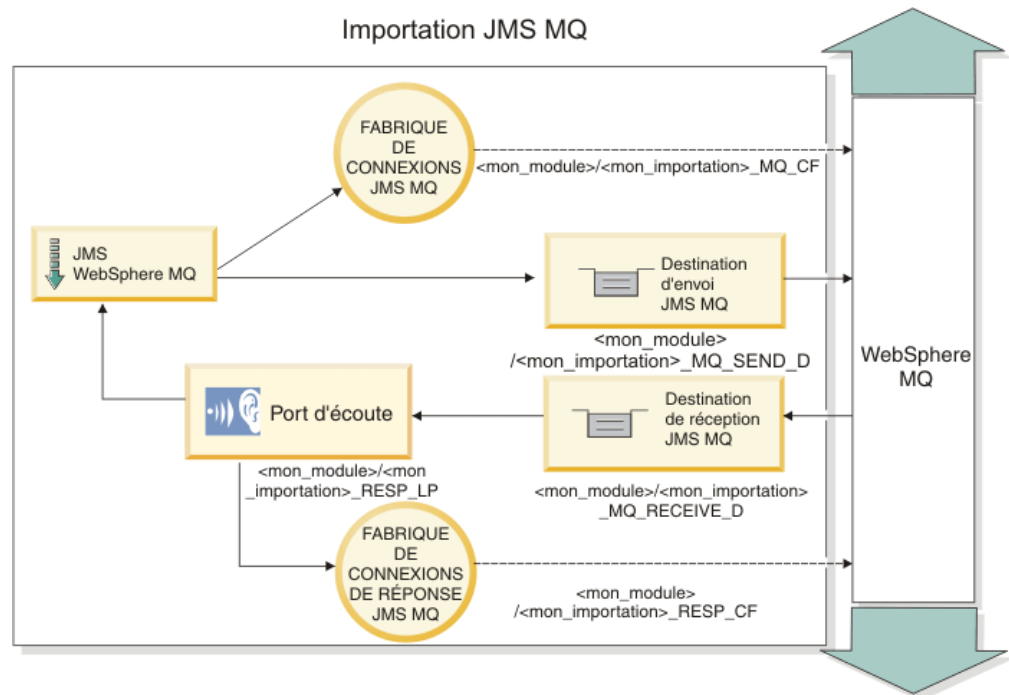 Importation JMS MQ
FABRIQUE
DE
CONNEXIONS
JMS MQ
<mon_module>/<mon_importation>_MQ_CF
JMS
WebSphere MQ
Destination
d'envoi
JMS MQ
<mon_module>
/<mon_importation>_MQ_SEND_D
WebSphere
MQ
Port d'écoute
Destination
de réception
JMS MQ
<mon_module>/<mon
_importation>_RESP_LP
<mon_module>/<mon_importation>
_MQ_RECEIVE_D
FABRIQUE
DE
CONNEXIONS
DE RÉPONSE
JMS MQ
<mon_module>
/<mon_importation>_RESP_CF